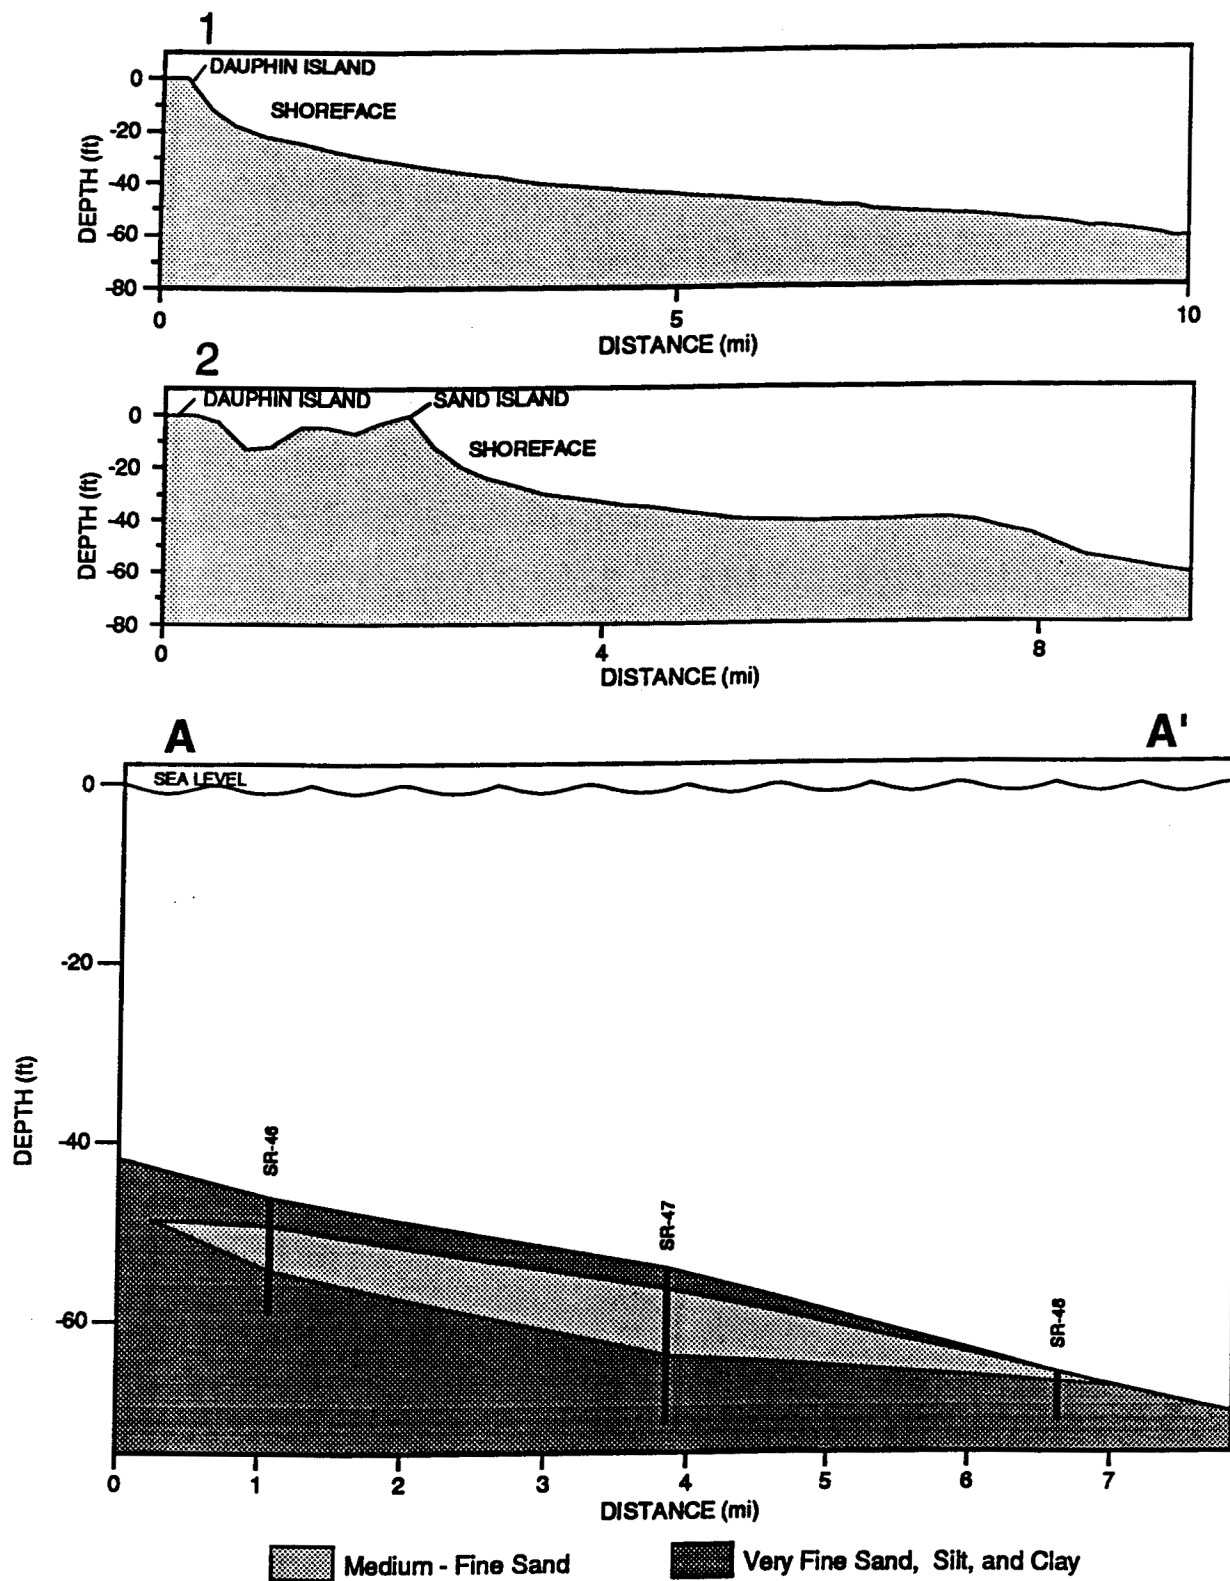 1
DAUPHIN ISLAND
SHOREFACE
0
-20
-40
-60
-80
DEPTH (ft)
0 5 10
DISTANCE (mi)
2
DAUPHIN ISLAND SAND ISLAND
SHOREFACE
0
-20
-40
-60
-80
DEPTH (ft)
0 4 8
DISTANCE (mi)
A A'
SEA LEVEL
0
-20
-40
-60
DEPTH (ft)
SR-46
SR-47
SR-48
0 1 2 3 4 5 6 7
DISTANCE (mi)
Medium - Fine Sand Very Fine Sand, Silt, and Clay